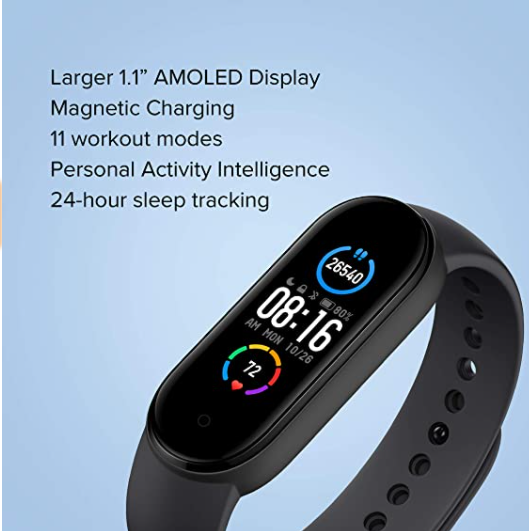 Larger 1.1” AMOLED Display
Magnetic Charging
11 workout modes
Personal Activity Intelligence
24-hour sleep tracking
26540
80%
08:16
AM MON 10/26
72